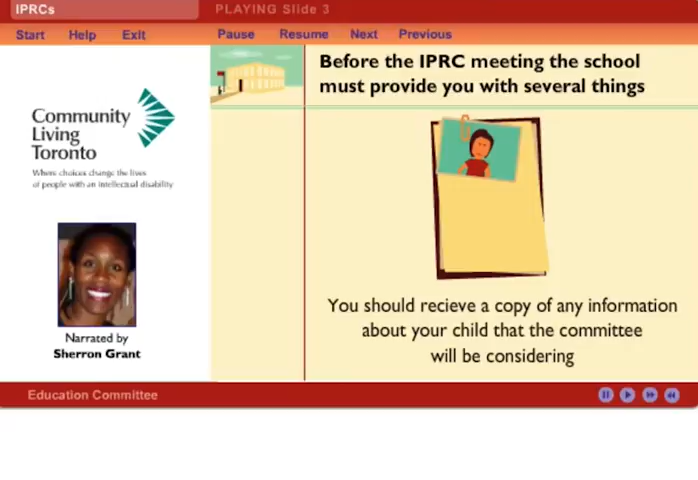 IPRCs
PLAYING Slide 3
Start Help Exit Pause Resume Next Previous
Before the IPRC meeting the school
must provide you with several things
Community
Living
Toronto
Where choices change the lives
of people with an intellectual disability
Narrated by
Sherron Grant
You should recieve a copy of any information
about your child that the committee
will be considering
Education Committee